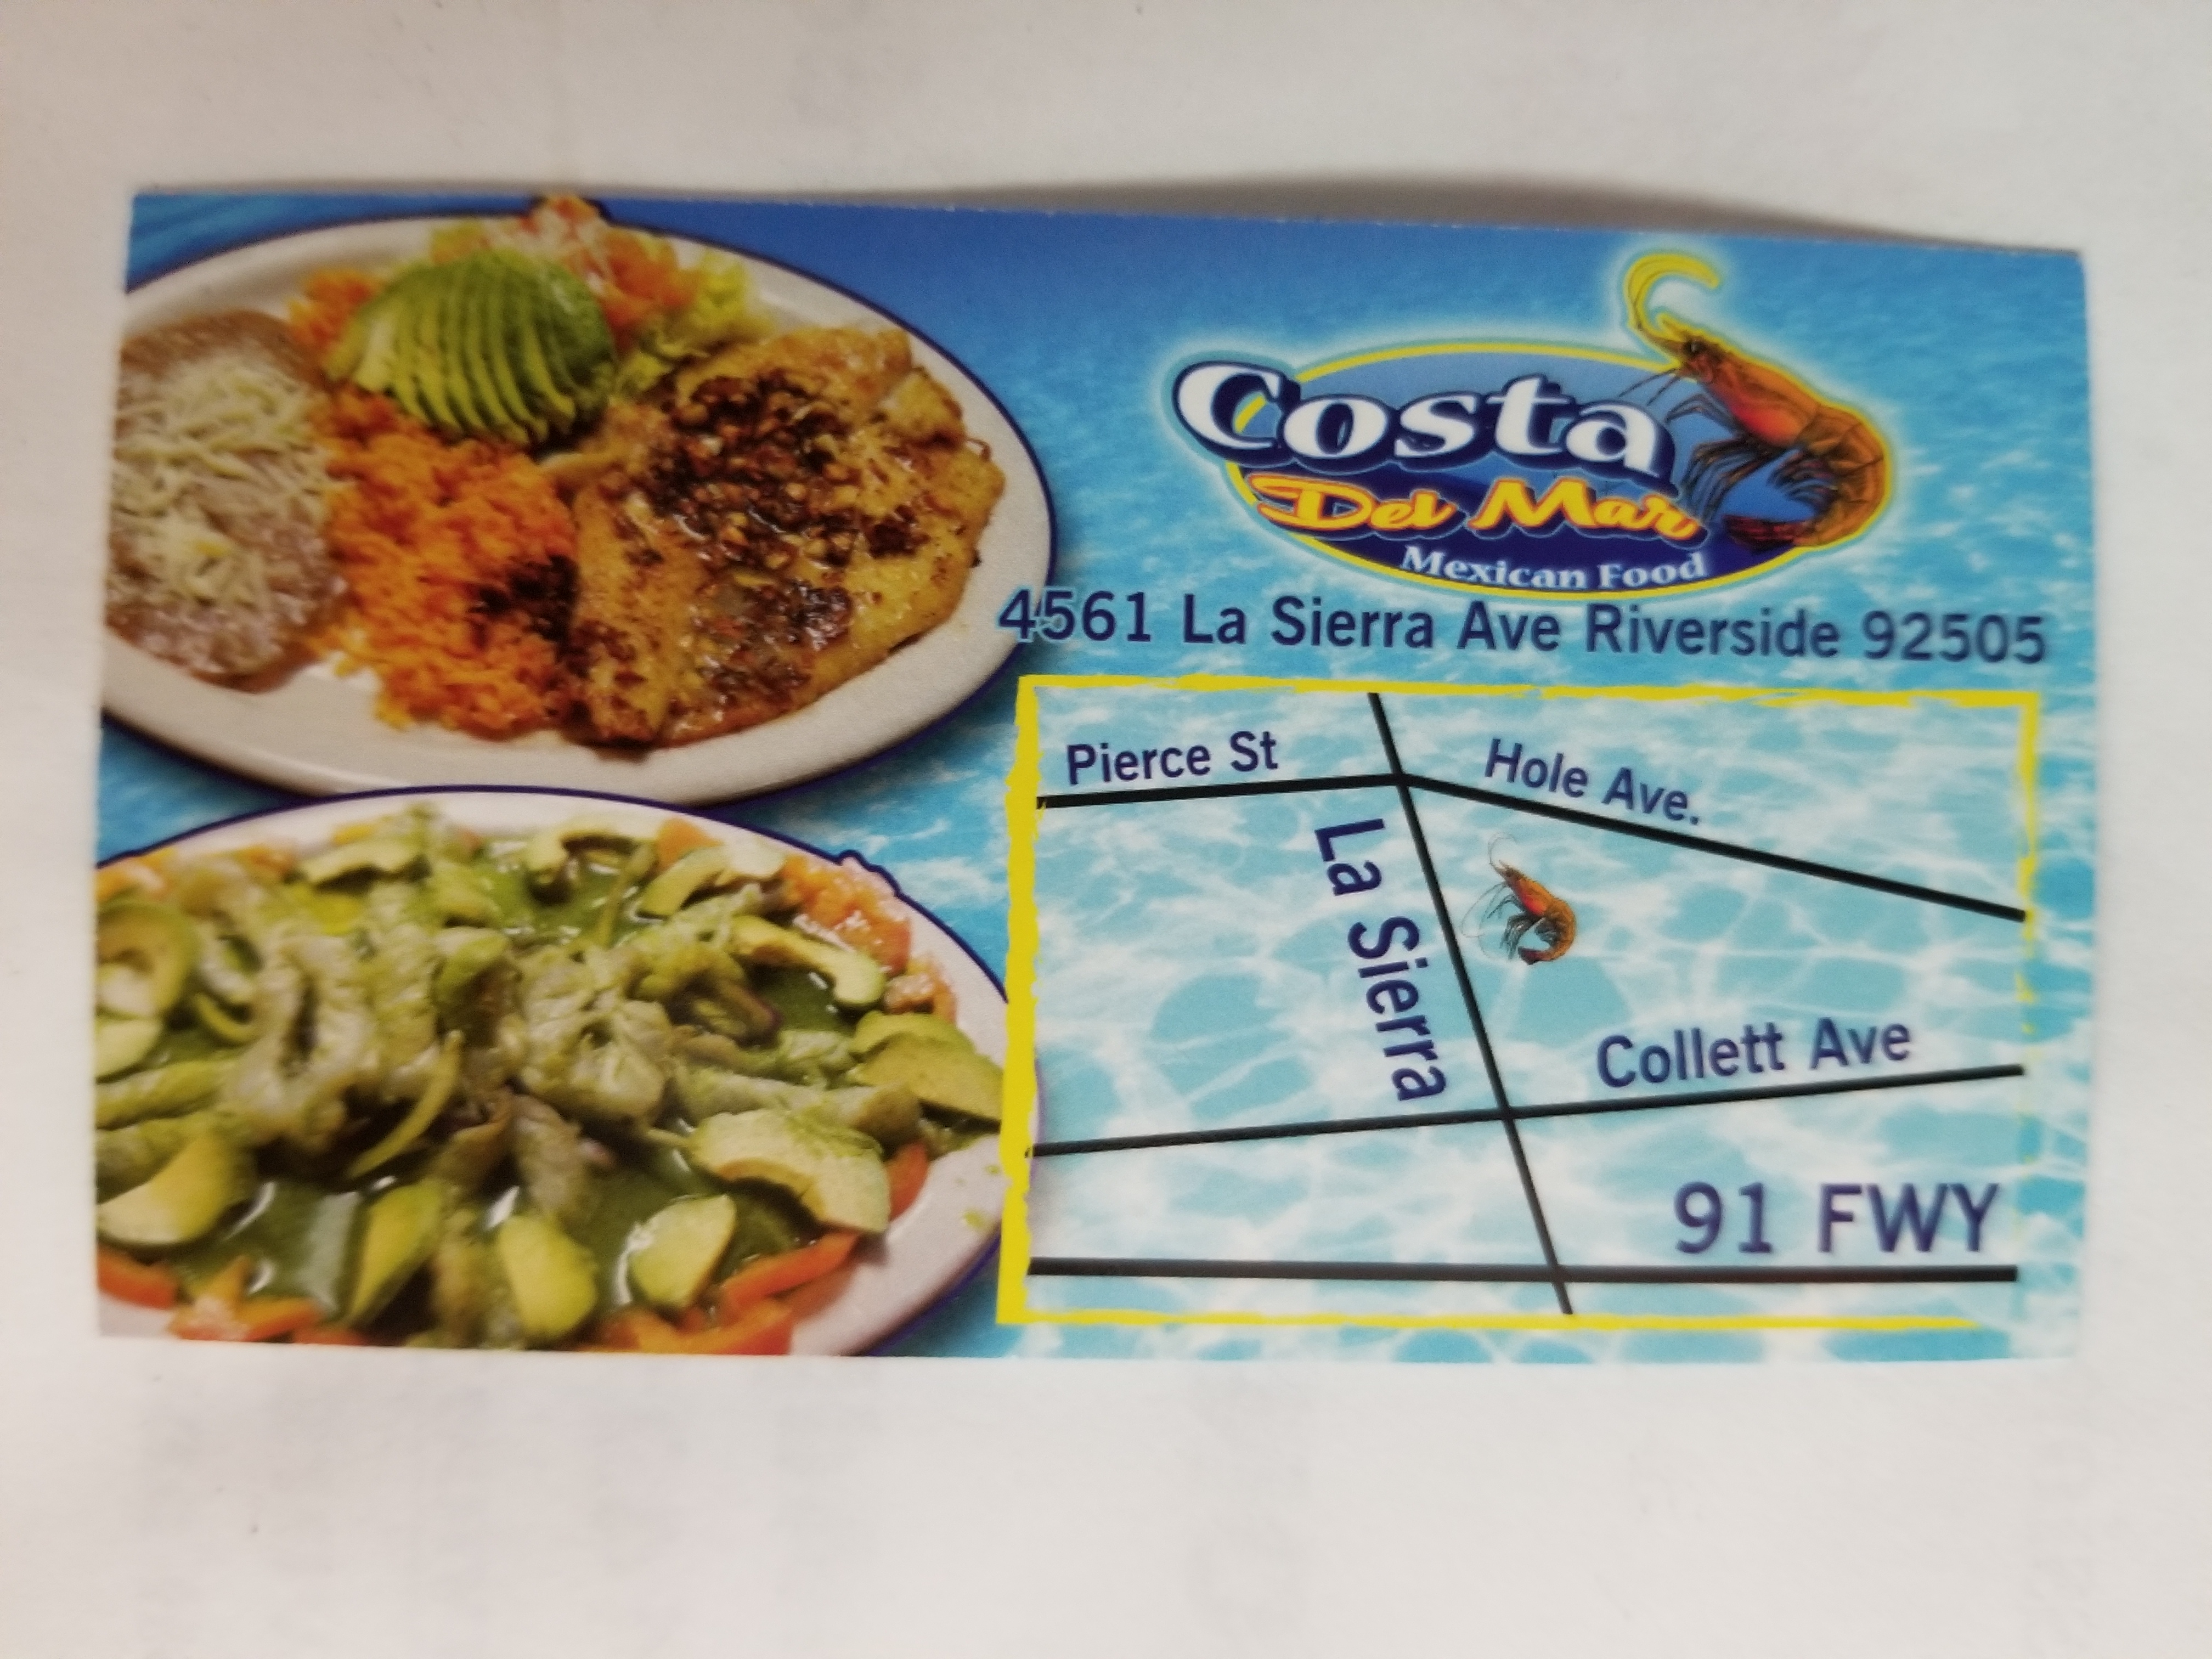 Costa
Del Mar
Mexican Food
4561 La Sierra Ave Riverside 92505
Pierce St
Hole Ave.
La Sierra
Collett Ave
91 FWY